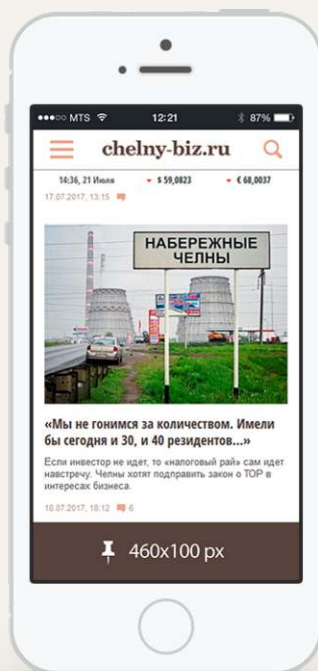 MTS 12:21 87%
chelny-biz.ru
14:36, 21 Июля $ 59,0823 € 68,0037
17.07.2017, 13:15
НАБЕРЕЖНЫЕ
ЧЕЛНЫ
«Мы не гонимся за количеством. Имели
бы сегодня и 30, и 40 резидентов...»
Если инвестор не идет, то «налоговый рай» сам идет
навстречу. Челны хотят подправить закон о ТОР в
интересах бизнеса.
18.07.2017, 16:12 6
460x100 px